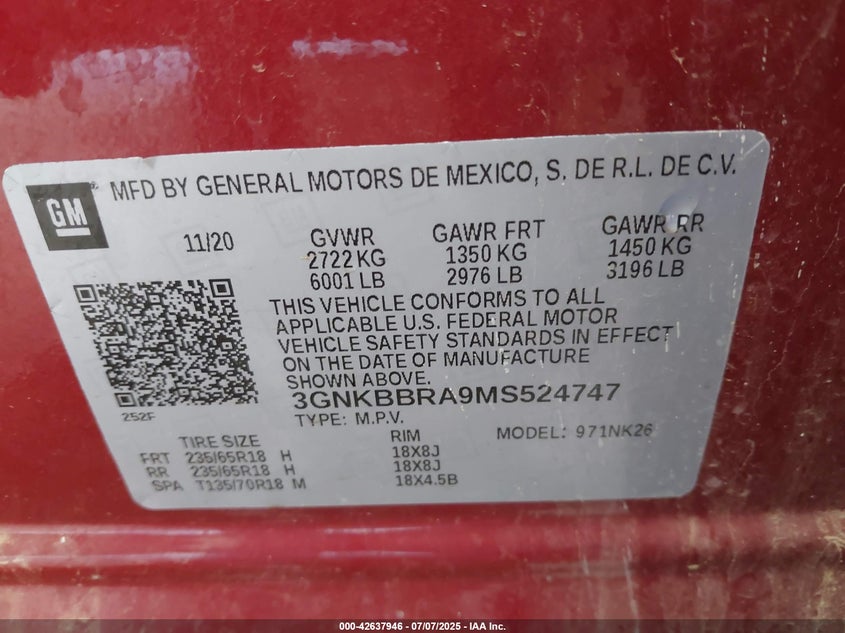 GM
MFD BY GENERAL MOTORS DE MEXICO, S. DE R.L. DE C.V.
11/20 GVWR GAWR FRT GAWR RR
2722 KG 1350 KG 1450 KG
6001 LB 2976 LB 3196 LB
THIS VEHICLE CONFORMS TO ALL
APPLICABLE U.S. FEDERAL MOTOR
VEHICLE SAFETY STANDARDS IN EFFECT
ON THE DATE OF MANUFACTURE
SHOWN ABOVE.
3GNKBBRA9MS524747
252F
TYPE: M.P.V. MODEL: 971NK26
TIRE SIZE RIM
FRT 235/65R18 H 18X8J
RR 235/65R18 H 18X8J
SPA T135/70R18 M 18X4.5B
000-42637946 | 07/07/2025 - IAA Inc.